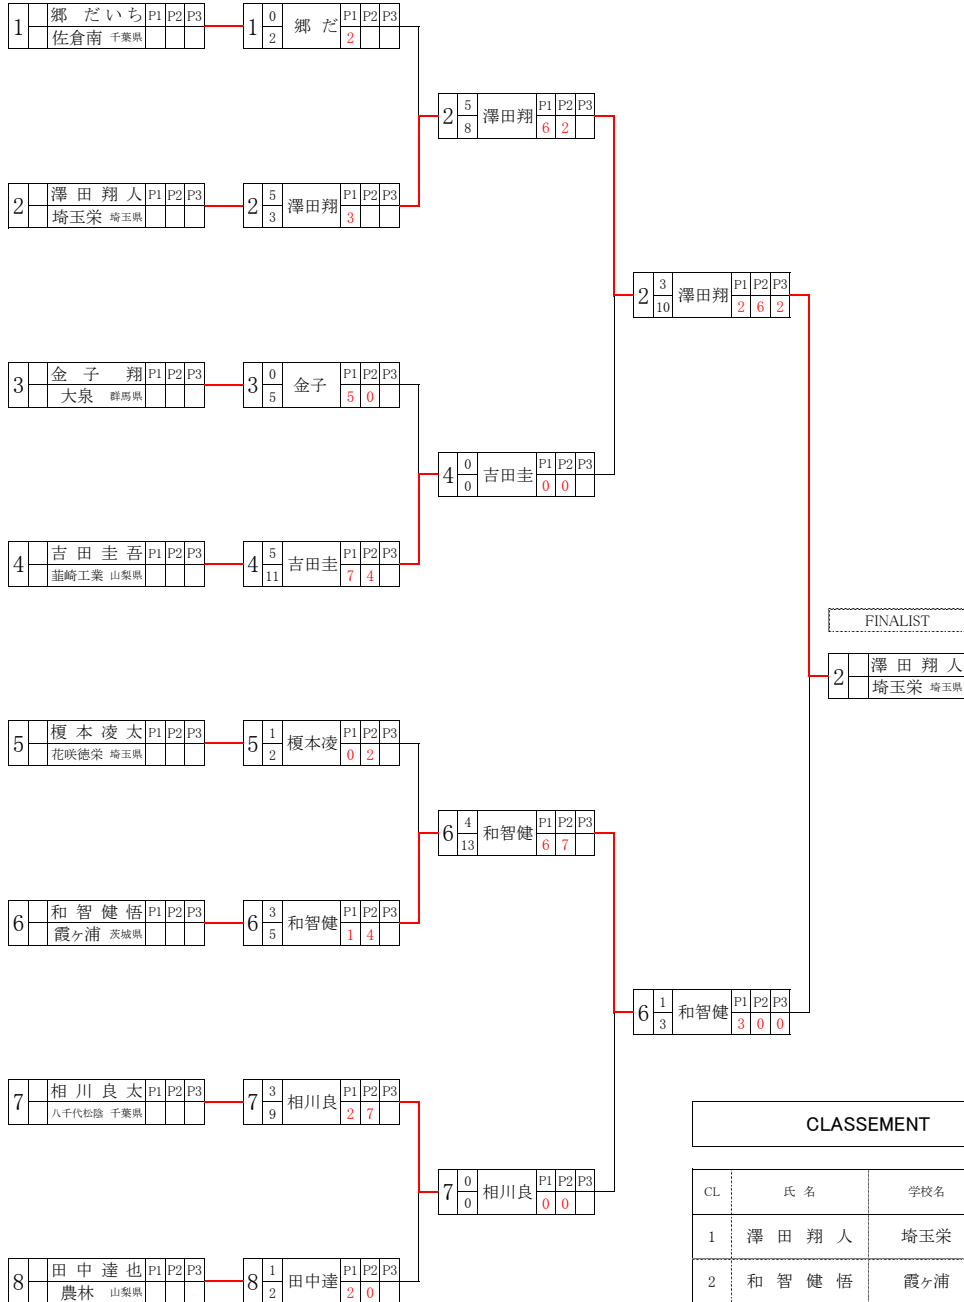 1 郷 だいち P1 P2 P3
佐倉南 千葉県
1 0 郷 だ P1 P2 P3
2 2
2 5 澤田翔 P1 P2 P3
8 6 2
2 澤 田 翔 人 P1 P2 P3
埼玉栄 埼玉県
2 5 澤田翔 P1 P2 P3
3 3
2 3 澤田翔 P1 P2 P3
10 2 6 2
3 金 子 翔 P1 P2 P3
大泉 群馬県
3 0 金子 P1 P2 P3
5 5 0
4 0 吉田圭 P1 P2 P3
0 0 0
4 吉 田 圭 吾 P1 P2 P3
韮崎工業 山梨県
4 5 吉田圭 P1 P2 P3
11 7 4
FINALIST
2 澤 田 翔 人
埼玉栄 埼玉県
5 榎 本 凌 太 P1 P2 P3
花咲徳栄 埼玉県
5 1 榎本凌 P1 P2 P3
2 0 2
6 4 和智健 P1 P2 P3
13 6 7
6 和 智 健 悟 P1 P2 P3
霞ヶ浦 茨城県
6 3 和智健 P1 P2 P3
5 1 4
6 1 和智健 P1 P2 P3
3 3 0 0
7 相 川 良 太 P1 P2 P3
八千代松陰 千葉県
7 3 相川良 P1 P2 P3
9 2 7
7 0 相川良 P1 P2 P3
0 0 0
8 田 中 達 也 P1 P2 P3
農林 山梨県
8 1 田中達 P1 P2 P3
2 2 0
CLASSEMENT
CL 氏 名 学校名
1 澤 田 翔 人 埼玉栄
2 和 智 健 悟 霞ヶ浦